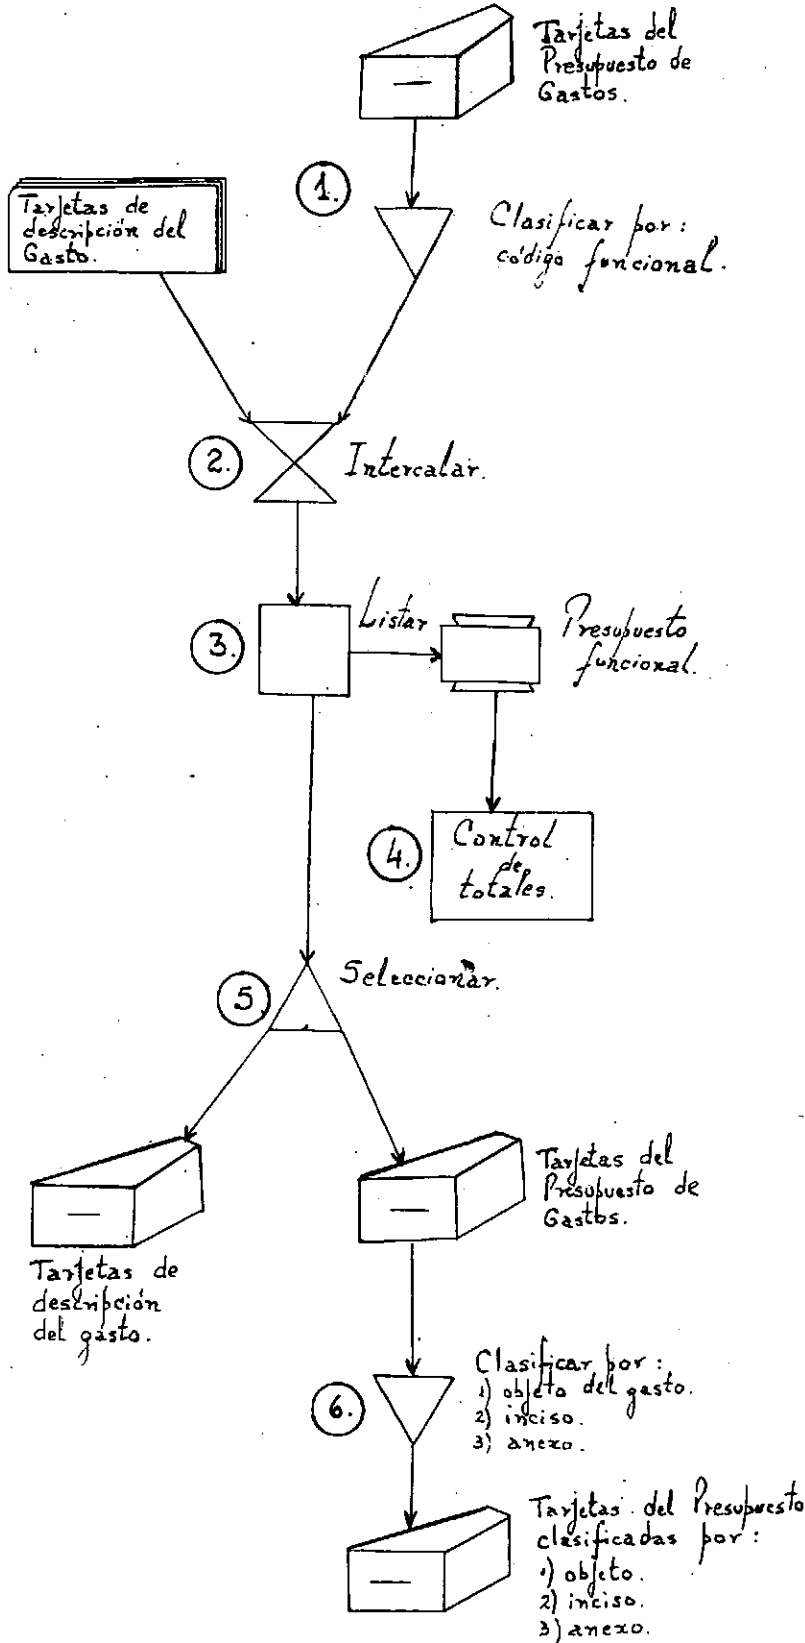 Tarjetas del
Presupuesto de
Gastos.
1.
Tarjetas de
descripción del
Gasto.
Clasificar por:
código funcional.
2.
Intercalar.
3.
Listar
Presupuesto
funcional.
4.
Control
de
totales.
5
Seleccionar.
Tarjetas del
Presupuesto de
Gastos.
Tarjetas de
descripción
del gasto.
6.
Clasificar por:
1) objeto del gasto.
2) inciso.
3) anexo.
Tarjetas del Presupuesto
clasificadas por:
1) objeto.
2) inciso.
3) anexo.